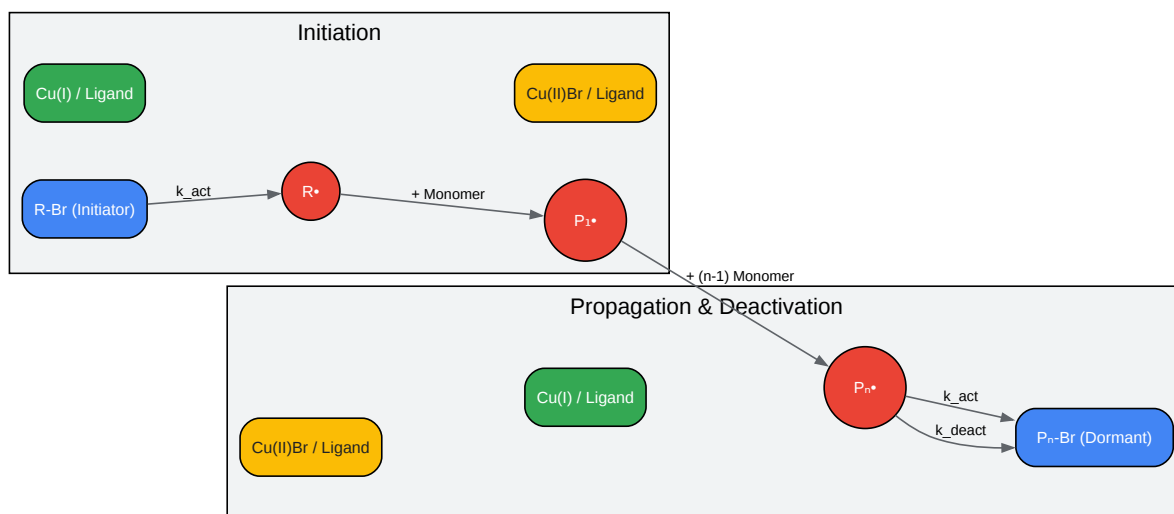 Initiation
Cu(I) / Ligand
Cu(II)Br / Ligand
R-Br (Initiator)
k_act
R•
+ Monomer
P₁•
+ (n-1) Monomer
Propagation & Deactivation
Cu(II)Br / Ligand
Cu(I) / Ligand
Pₙ•
k_act
k_deact
Pₙ-Br (Dormant)